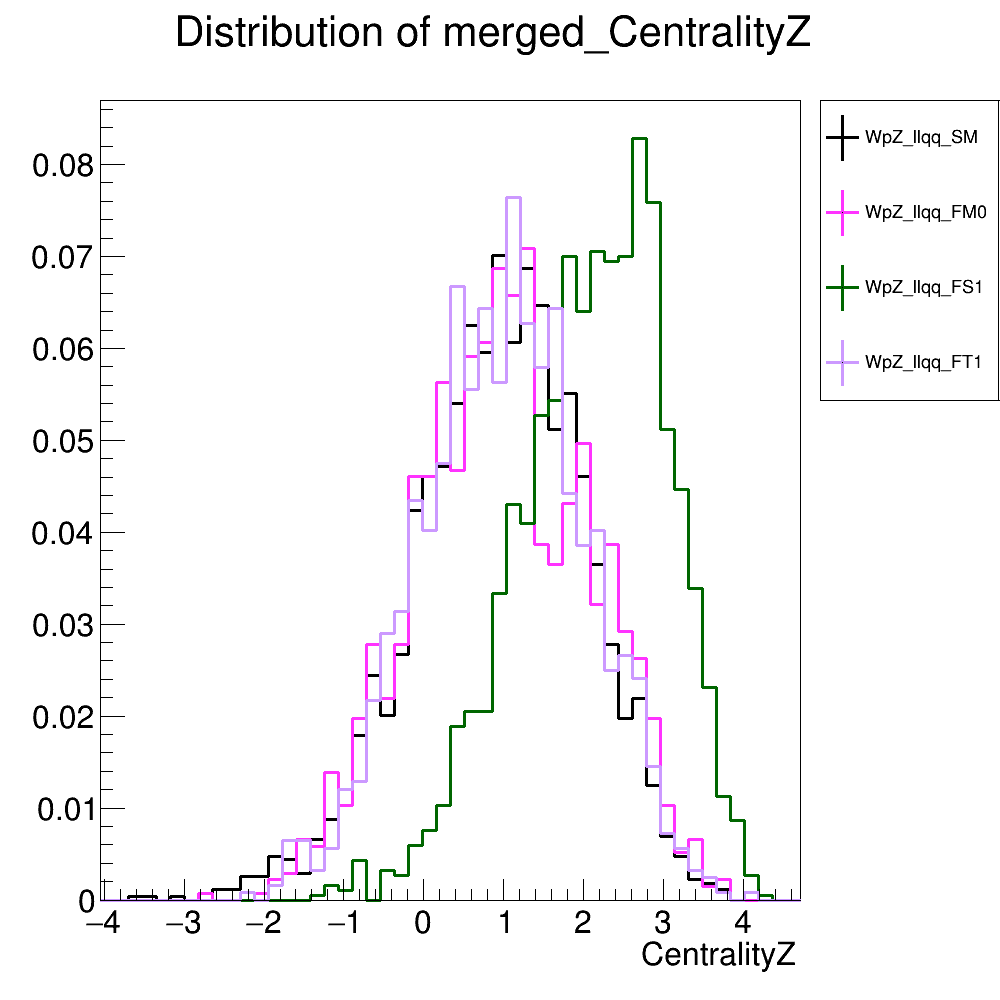 Distribution of merged_CentralityZ
WpZ_llqq_SM
WpZ_llqq_FM0
WpZ_llqq_FS1
WpZ_llqq_FT1
0.08
0.07
0.06
0.05
0.04
0.03
0.02
0.01
0
−4 −3 −2 −1 0 1 2 3 4
CentralityZ